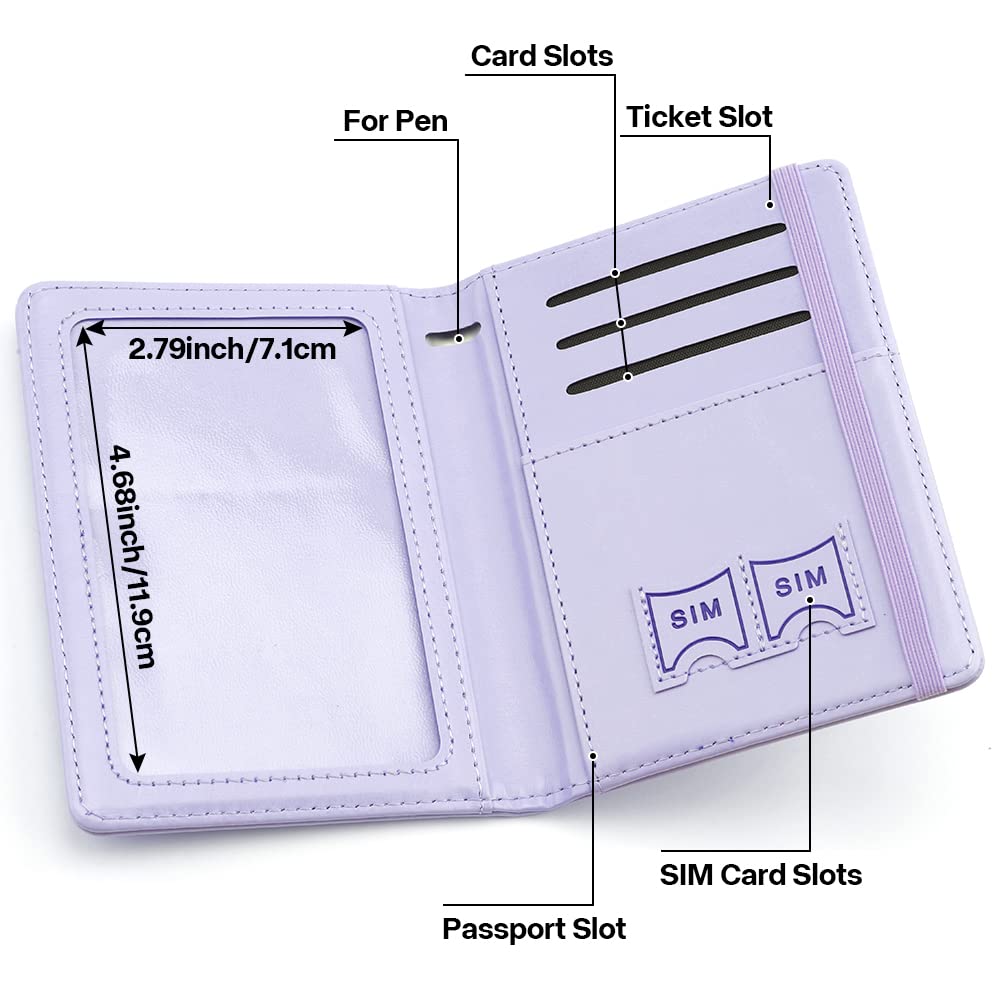 Card Slots
For Pen
Ticket Slot
2.79inch/7.1cm
4.68inch/11.9cm
SIM
SIM
SIM Card Slots
Passport Slot